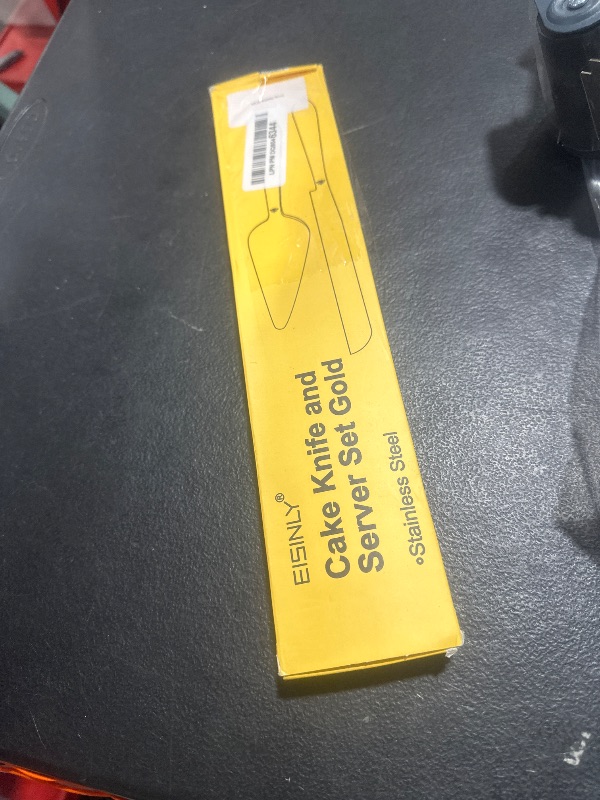 EISINLY®
Cake Knife and
Server Set Gold
•Stainless Steel